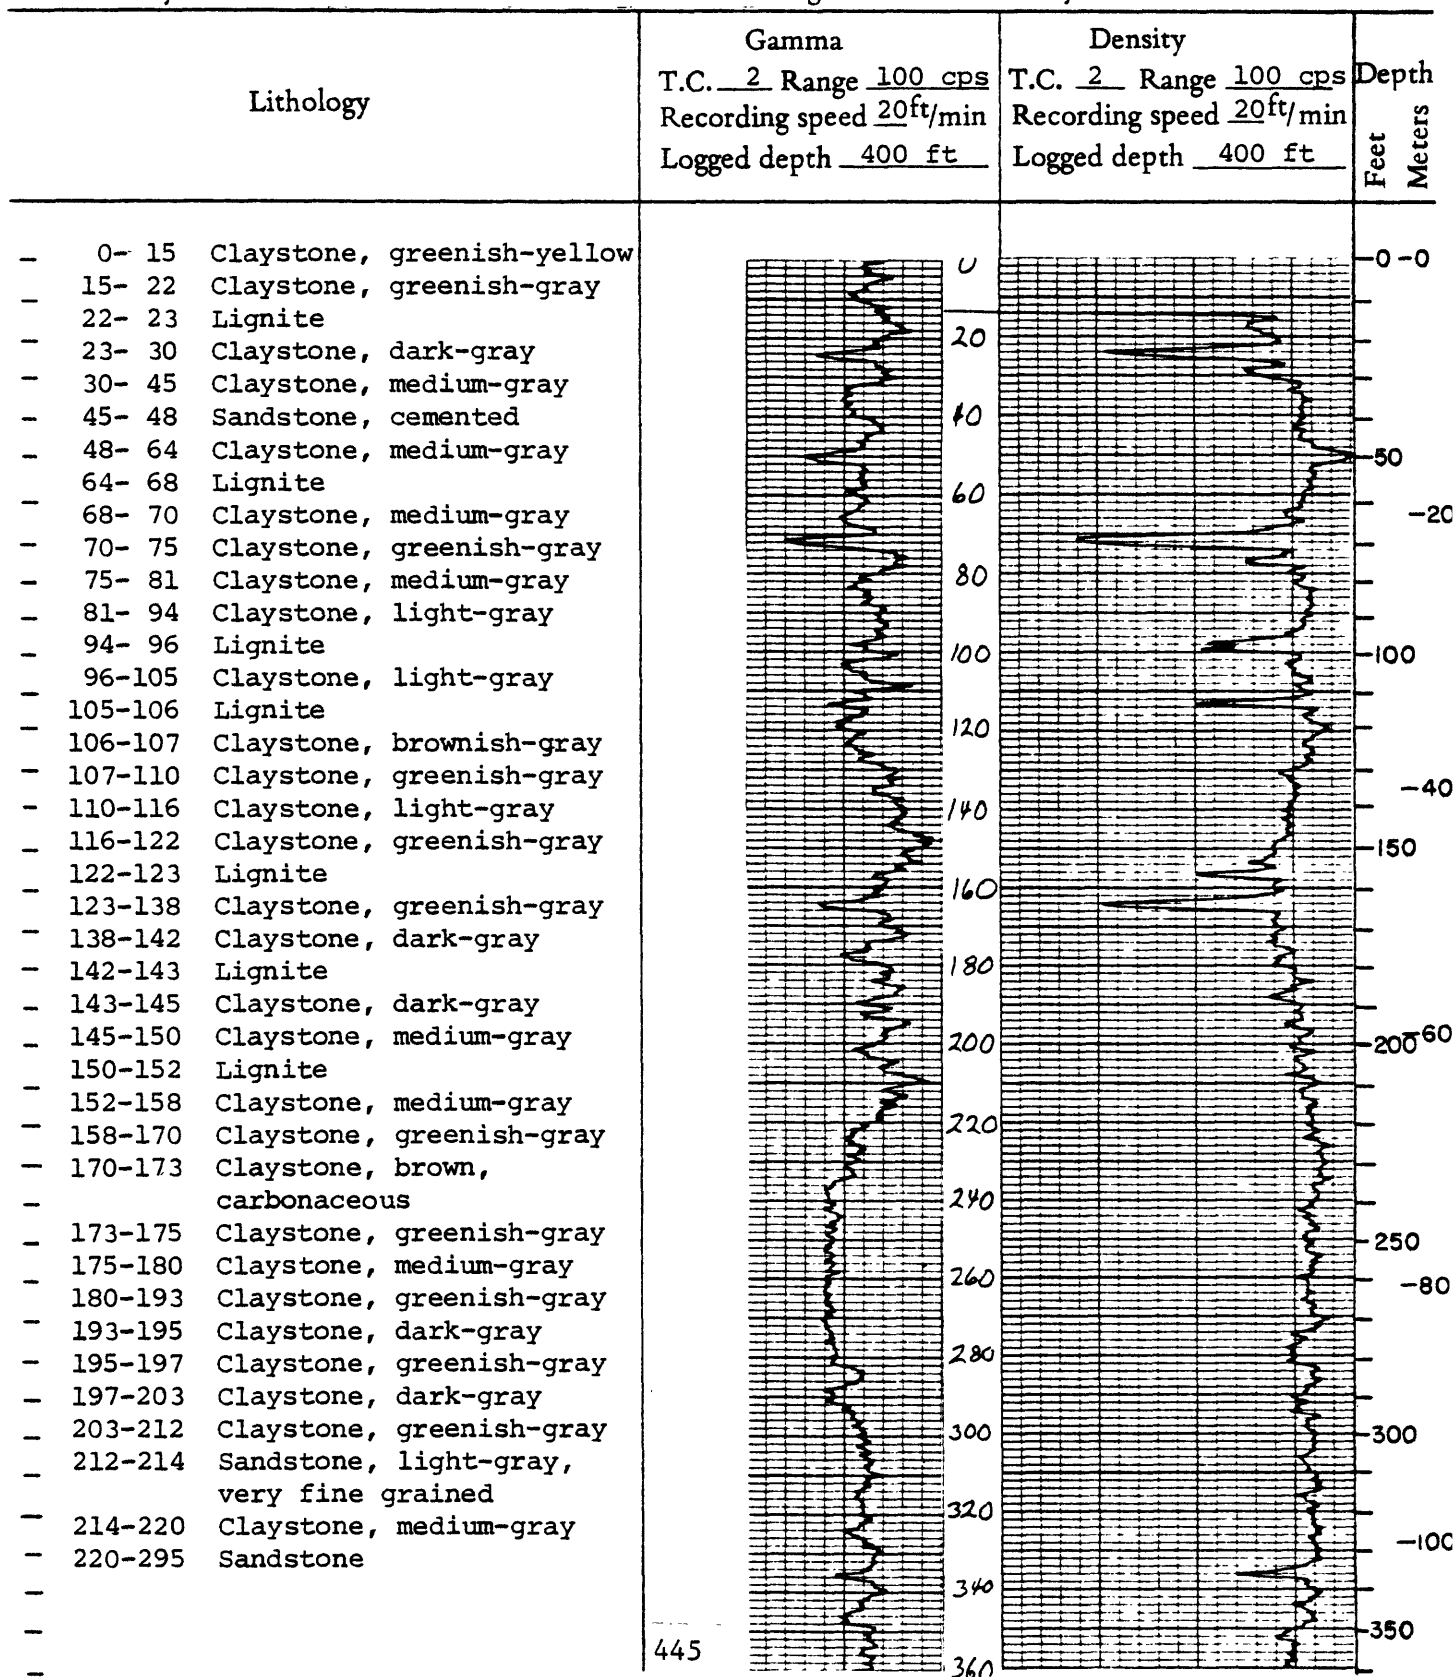 Lithology
Gamma
T.C. 2 Range 100 cps
Recording speed 20ft/min
Logged depth 400 ft
Density
T.C. 2 Range 100 cps
Recording speed 20ft/min
Logged depth 400 ft
Depth
Feet
Meters
0- 15 Claystone, greenish-yellow
15- 22 Claystone, greenish-gray
22- 23 Lignite
23- 30 Claystone, dark-gray
30- 45 Claystone, medium-gray
45- 48 Sandstone, cemented
48- 64 Claystone, medium-gray
64- 68 Lignite
68- 70 Claystone, medium-gray
70- 75 Claystone, greenish-gray
75- 81 Claystone, medium-gray
81- 94 Claystone, light-gray
94- 96 Lignite
96-105 Claystone, light-gray
105-106 Lignite
106-107 Claystone, brownish-gray
107-110 Claystone, greenish-gray
110-116 Claystone, light-gray
116-122 Claystone, greenish-gray
122-123 Lignite
123-138 Claystone, greenish-gray
138-142 Claystone, dark-gray
142-143 Lignite
143-145 Claystone, dark-gray
145-150 Claystone, medium-gray
150-152 Lignite
152-158 Claystone, medium-gray
158-170 Claystone, greenish-gray
170-173 Claystone, brown,
carbonaceous
173-175 Claystone, greenish-gray
175-180 Claystone, medium-gray
180-193 Claystone, greenish-gray
193-195 Claystone, dark-gray
195-197 Claystone, greenish-gray
197-203 Claystone, dark-gray
203-212 Claystone, greenish-gray
212-214 Sandstone, light-gray,
very fine grained
214-220 Claystone, medium-gray
220-295 Sandstone
445
0
20
40
60
80
100
120
140
160
180
200
220
240
260
280
300
320
340
360
0
50
100
150
200
250
300
350
-0
-20
-40
-60
-80
-100